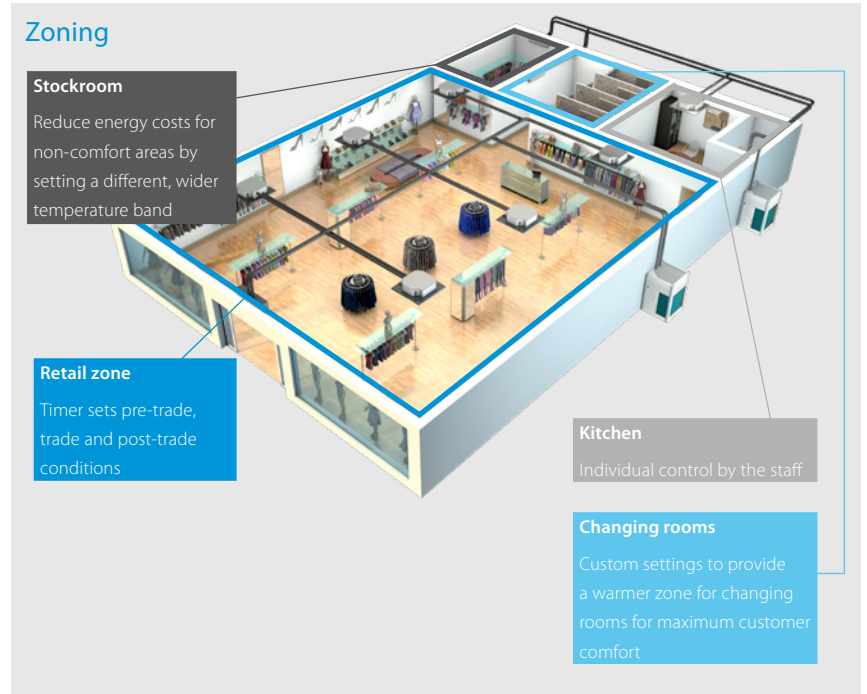 Zoning
Stockroom
Reduce energy costs for
non-comfort areas by
setting a different, wider
temperature band
Retail zone
Timer sets pre-trade,
trade and post-trade
conditions
Kitchen
Individual control by the staff
Changing rooms
Custom settings to provide
a warmer zone for changing
rooms for maximum customer
comfort